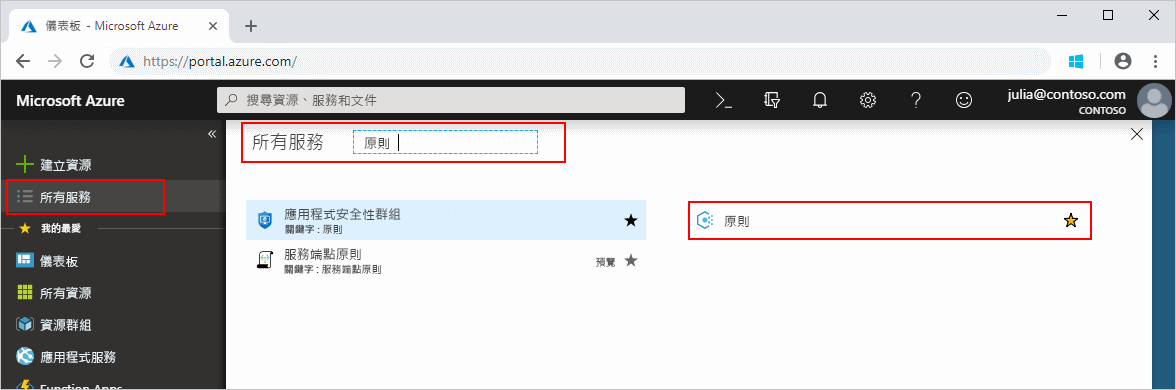 儀表板 - Microsoft Azure
https://portal.azure.com/
Microsoft Azure
搜尋資源、服務和文件
julia@contoso.com
CONTOSO
所有服務
原則
建立資源
所有服務
我的最愛
儀表板
所有資源
資源群組
應用程式服務
Function Apps
應用程式安全性群組
關鍵字 : 原則
服務端點原則
關鍵字 : 服務端點原則
預覽
原則